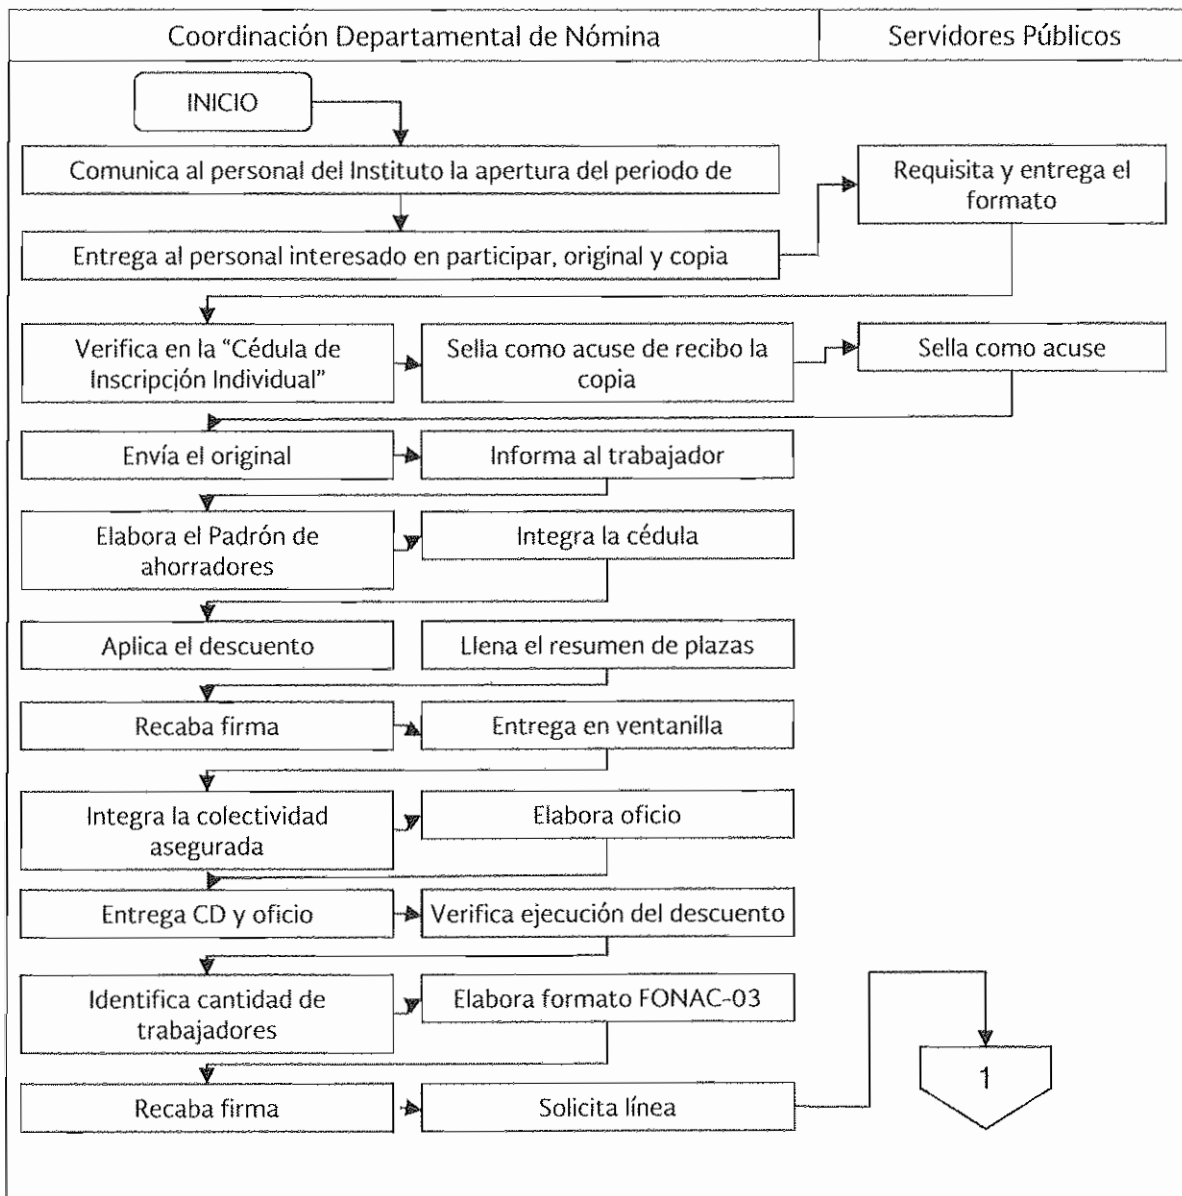 Coordinación Departamental de Nómina
Servidores Públicos
INICIO
Comunica al personal del Instituto la apertura del periodo de
Requisita y entrega el
formato
Entrega al personal interesado en participar, original y copia
Verifica en la “Cédula de
Inscripción Individual”
Sella como acuse de recibo la
copia
Sella como acuse
Envía el original
Informa al trabajador
Elabora el Padrón de
ahorradores
Integra la cédula
Aplica el descuento
Llena el resumen de plazas
Recaba firma
Entrega en ventanilla
Integra la colectividad
asegurada
Elabora oficio
Entrega CD y oficio
Verifica ejecución del descuento
Identifica cantidad de
trabajadores
Elabora formato FONAC-03
1
Recaba firma
Solicita línea